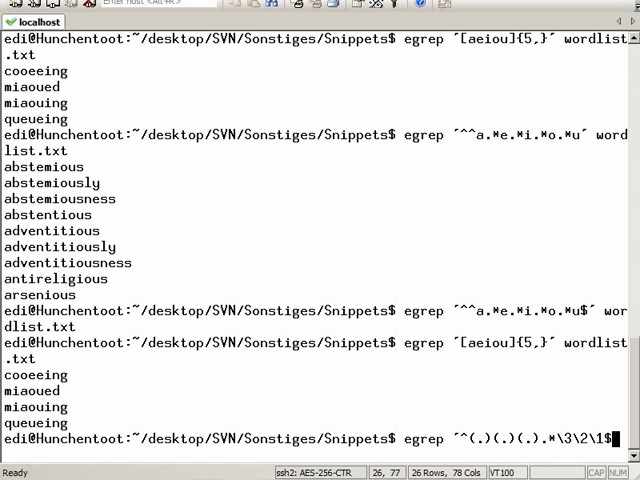 Enter host <Alt+R>
localhost
edi@Hunchentoot:~/desktop/SVN/Sonstiges/Snippets$ egrep ´[aeiou]{5,}´ wordlist
.txt
cooeeing
miaoued
miaouing
queueing
edi@Hunchentoot:~/desktop/SVN/Sonstiges/Snippets$ egrep ´^^a.*e.*i.*o.*u´ word
list.txt
abstemious
abstemiously
abstemiousness
abstentious
adventitious
adventitiously
adventitiousness
antireligious
arsenious
edi@Hunchentoot:~/desktop/SVN/Sonstiges/Snippets$ egrep ´^^a.*e.*i.*o.*u$´ wor
dlist.txt
edi@Hunchentoot:~/desktop/SVN/Sonstiges/Snippets$ egrep ´[aeiou]{5,}´ wordlist
.txt
cooeeing
miaoued
miaouing
queueing
edi@Hunchentoot:~/desktop/SVN/Sonstiges/Snippets$ egrep ´^(.)(.)(.).*\3\2\1$
Ready ssh2: AES-256-CTR 26, 77 26 Rows, 78 Cols VT100 CAP NUM